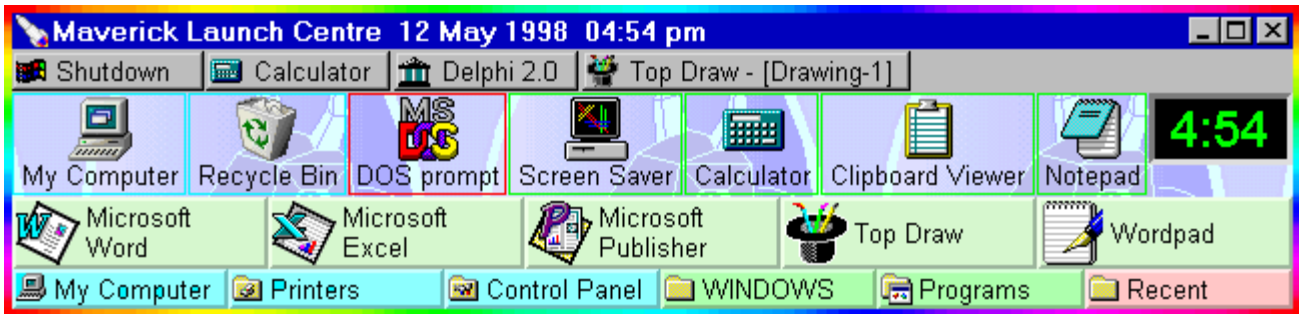 Maverick Launch Centre 12 May 1998 04:54 pm
Shutdown Calculator Delphi 2.0 Top Draw - [Drawing-1]
MS DOS
4:54
My Computer Recycle Bin DOS prompt Screen Saver Calculator Clipboard Viewer Notepad
Microsoft Word Microsoft Excel Microsoft Publisher Top Draw Wordpad
My Computer Printers Control Panel WINDOWS Programs Recent